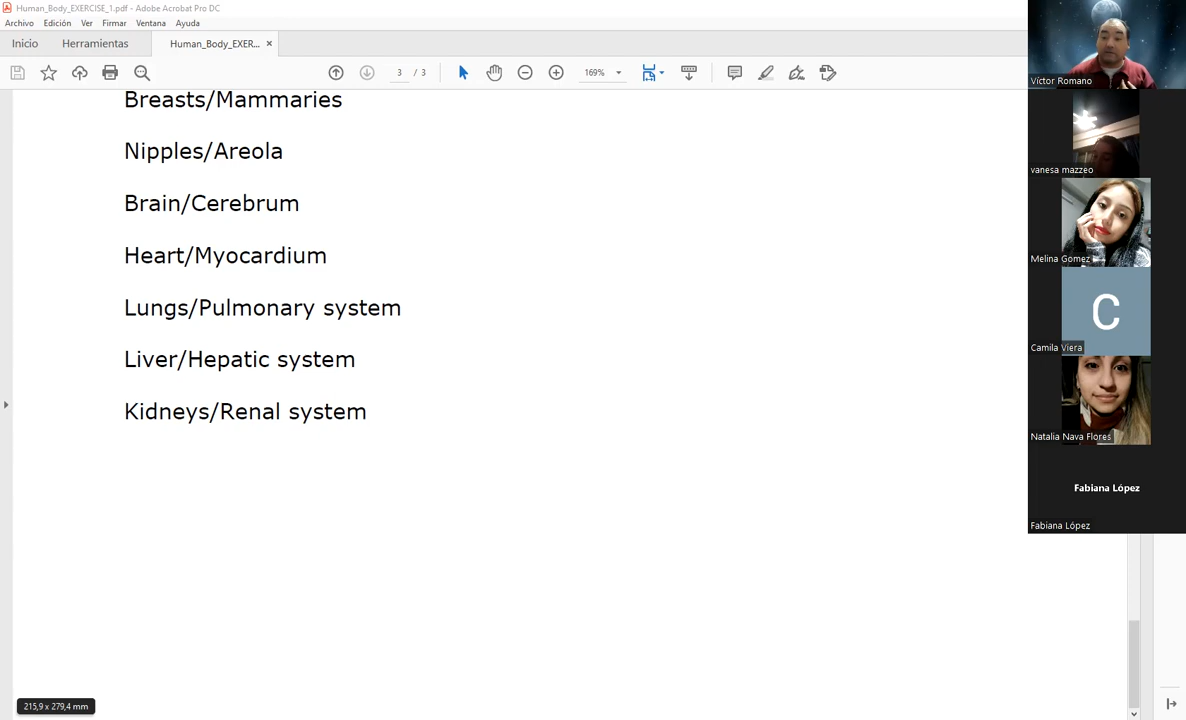 Human_Body_EXERCISE_1.pdf - Adobe Acrobat Pro DC
Archivo Edición Ver Firmar Ventana Ayuda
Inicio Herramientas Human_Body_EXER... ×
3 / 3 169%
Breasts/Mammaries
Nipples/Areola
Brain/Cerebrum
Heart/Myocardium
Lungs/Pulmonary system
Liver/Hepatic system
Kidneys/Renal system
215,9 x 279,4 mm
Víctor Romano
vanesa mazzeo
Melina Gomez
C
Camila Viera
Natalia Nava Flores
Fabiana López
Fabiana López